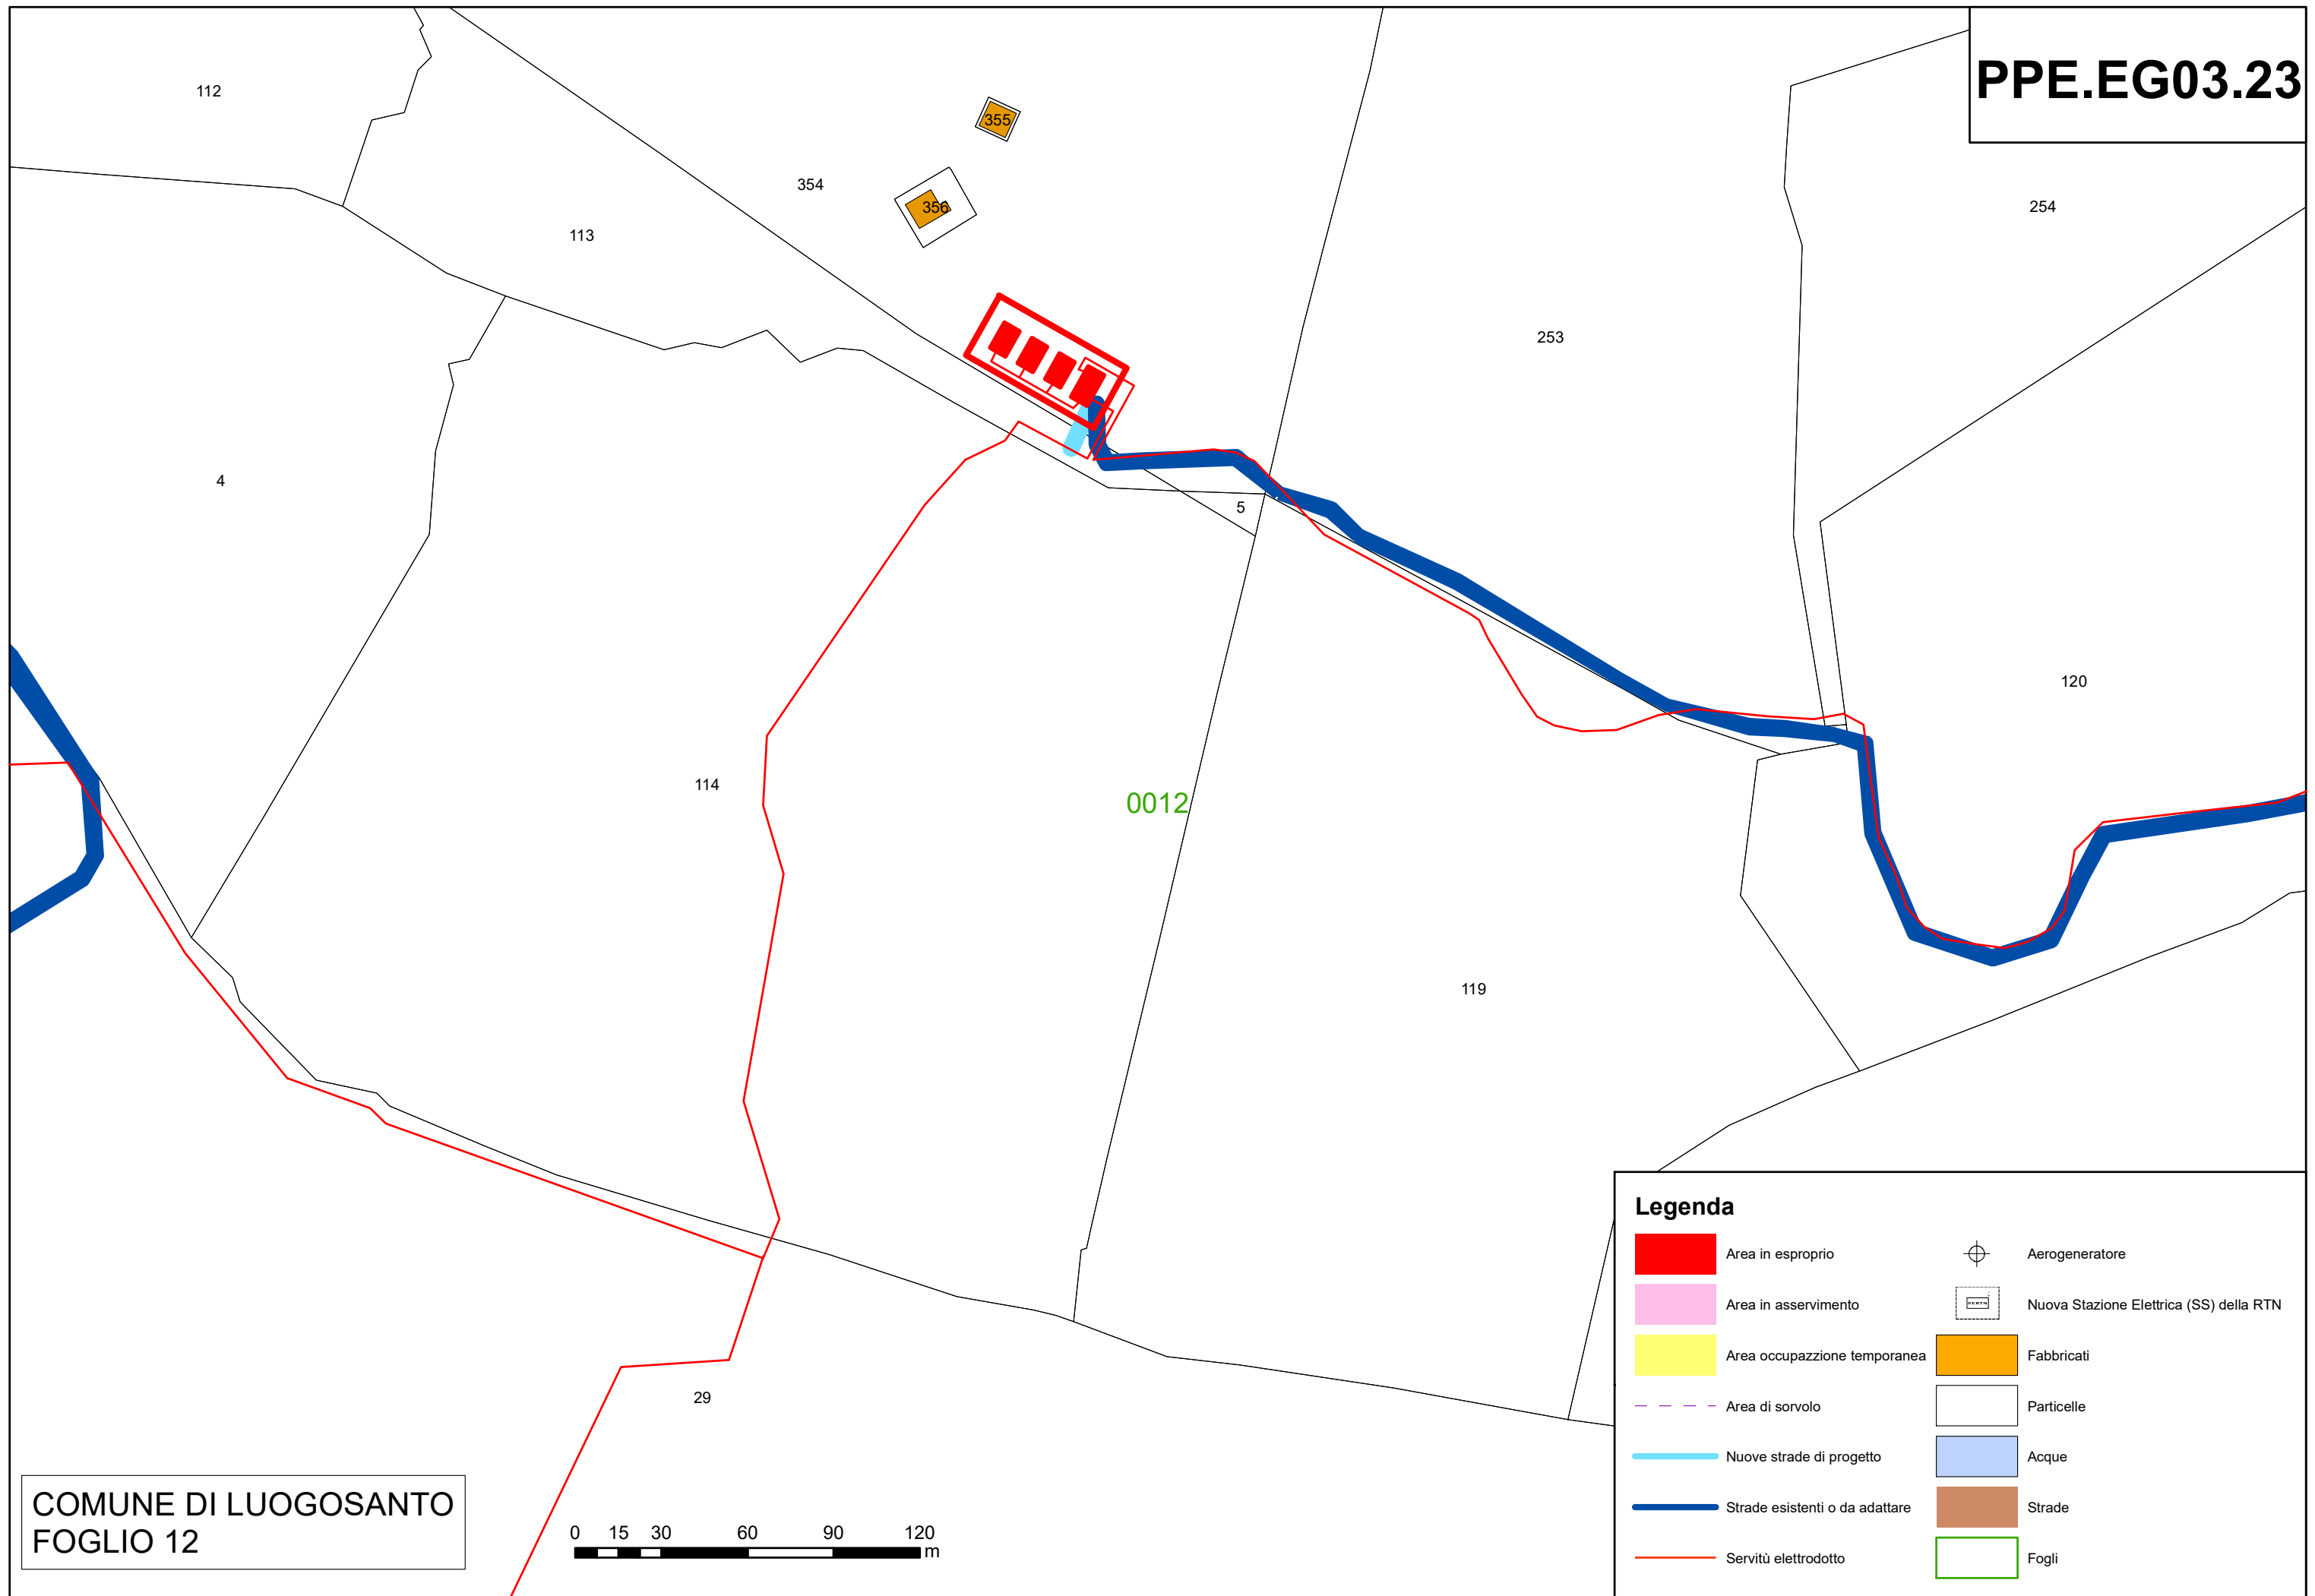 PPE.EG03.23
112
355
354
356
254
113
253
4
5
120
114
0012
119
29
Legenda
Area in esproprio
Aerogeneratore
Area in asservimento
Nuova Stazione Elettrica (SS) della RTN
Area occupazzione temporanea
Fabbricati
Area di sorvolo
Particelle
Nuove strade di progetto
Acque
Strade esistenti o da adattare
Strade
Servitù elettrodotto
Fogli
COMUNE DI LUOGOSANTO
FOGLIO 12
0 15 30 60 90 120
m